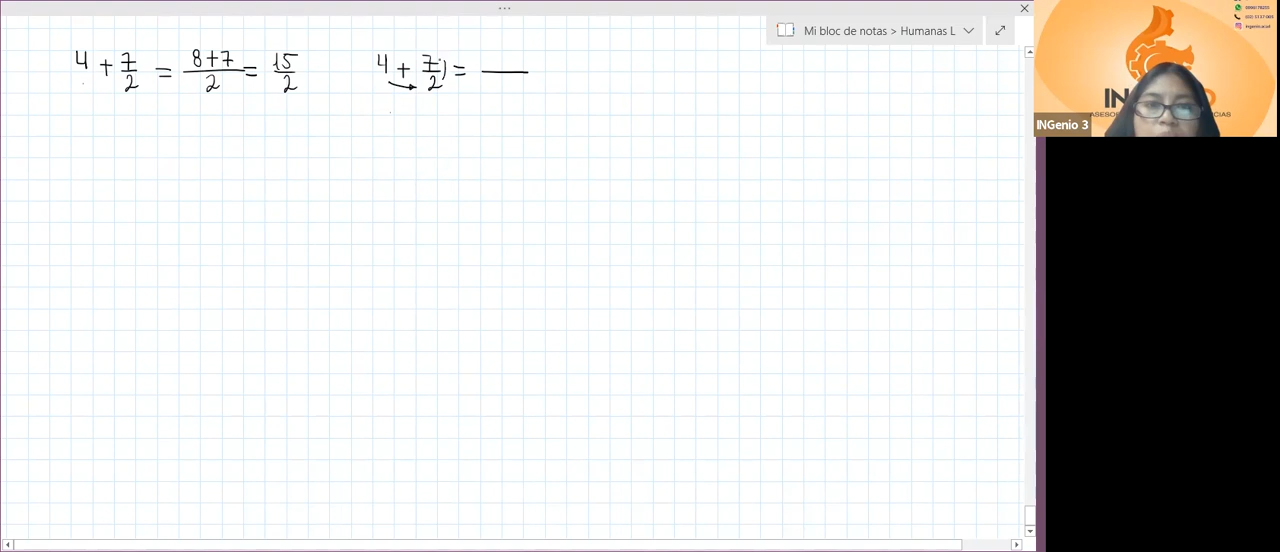 Mi bloc de notas > Humanas L
4 + 7/2 = 8+7/2 = 15/2
4 + 7/2 =
INGenio 3